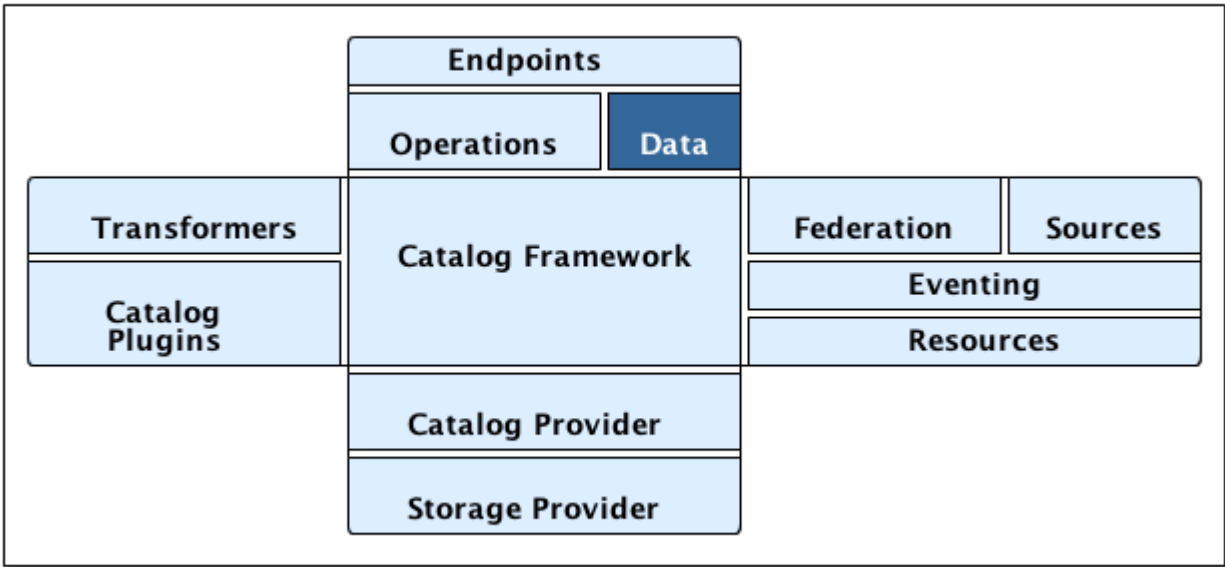 Endpoints
Operations
Data
Transformers
Catalog Framework
Federation
Sources
Catalog
Plugins
Eventing
Resources
Catalog Provider
Storage Provider